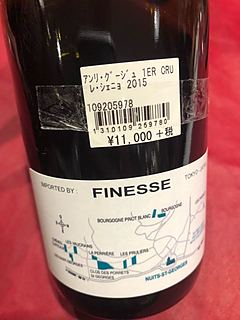 アンリ・グージュ 1ER CRU
レ・シェニョ 2015
109205978
1310109259780
¥11,000 +税
IMPORTED BY : FINESSE TOKYO
BOURGOGNE
BOURGOGNE PINOT BLANC
LES VAUCRAINS
LA PERRIÈRE
LES PRULIERS
CLOS DES PORRETS
ST GEORGES
NUITS-ST-GEORGES